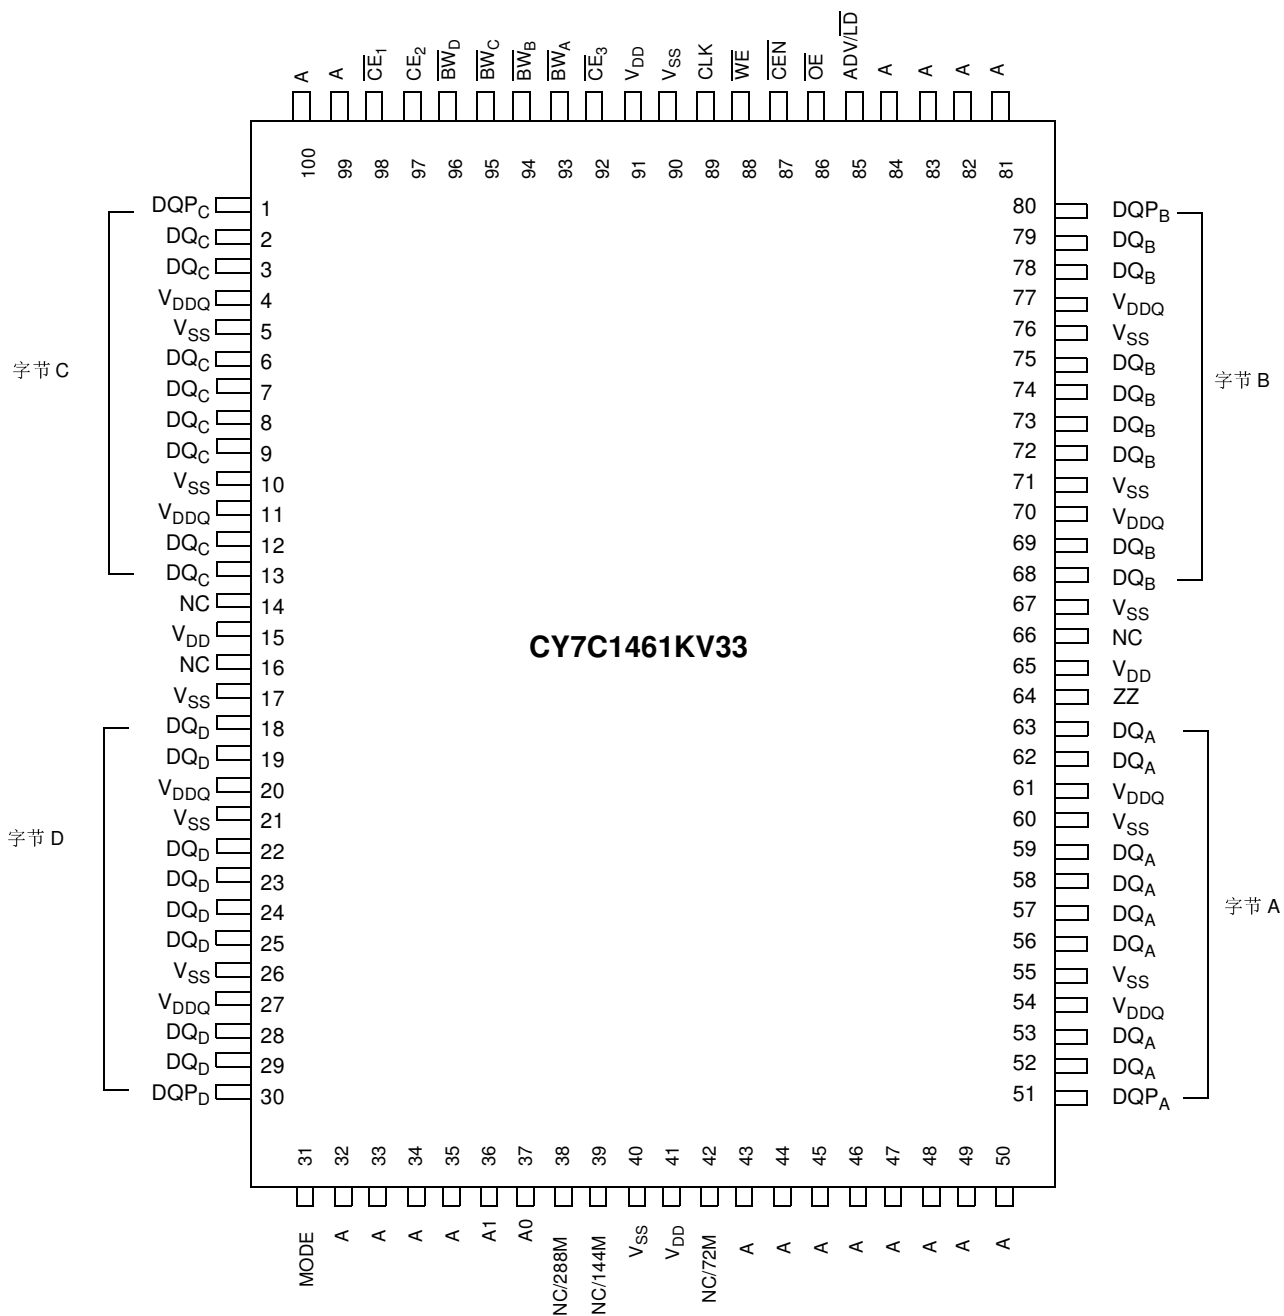 A A CE1 CE2 BWD BWC BWB BWA CE3 VDD VSS CLK WE CEN OE ADV/LD A A A A
100 99 98 97 96 95 94 93 92 91 90 89 88 87 86 85 84 83 82 81
DQPC 1 80 DQPB
DQC 2 79 DQB
DQC 3 78 DQB
VDDQ 4 77 VDDQ
VSS 5 76 VSS
DQC 6 75 DQB
字节 C
字节 B
DQC 7 74 DQB
DQC 8 73 DQB
DQC 9 72 DQB
VSS 10 71 VSS
VDDQ 11 70 VDDQ
DQC 12 69 DQB
DQC 13 68 DQB
NC 14 67 VSS
VDD 15 66 NC
CY7C1461KV33
NC 16 65 VDD
VSS 17 64 ZZ
DQD 18 63 DQA
DQD 19 62 DQA
VDDQ 20 61 VDDQ
VSS 21 60 VSS
字节 D
DQD 22 59 DQA
DQD 23 58 DQA
字节 A
DQD 24 57 DQA
DQD 25 56 DQA
VSS 26 55 VSS
VDDQ 27 54 VDDQ
DQD 28 53 DQA
DQD 29 52 DQA
DQPD 30 51 DQPA
31 32 33 34 35 36 37 38 39 40 41 42 43 44 45 46 47 48 49 50
MODE A A A A A1 A0 NC/288M NC/144M VSS VDD NC/72M A A A A A A A A